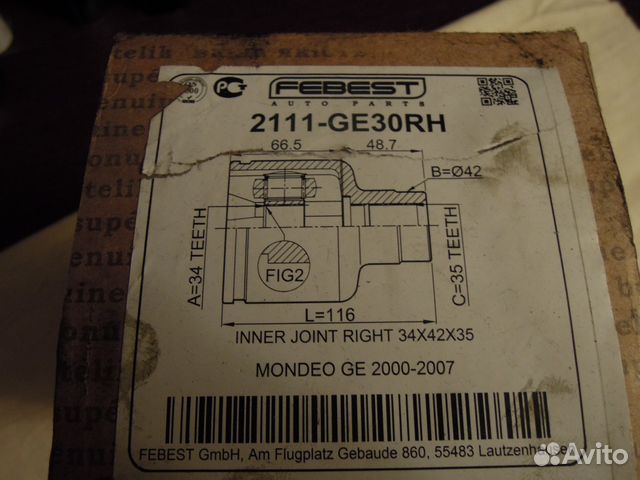 FEBEST
AUTO PARTS
2111-GE30RH
66.5 48.7
B=Ø42
A=34 TEETH
C=35 TEETH
FIG2
L=116
INNER JOINT RIGHT 34X42X35
MONDEO GE 2000-2007
FEBEST GmbH, Am Flugplatz Gebaude 860, 55483 Lautzenhausen
Avito